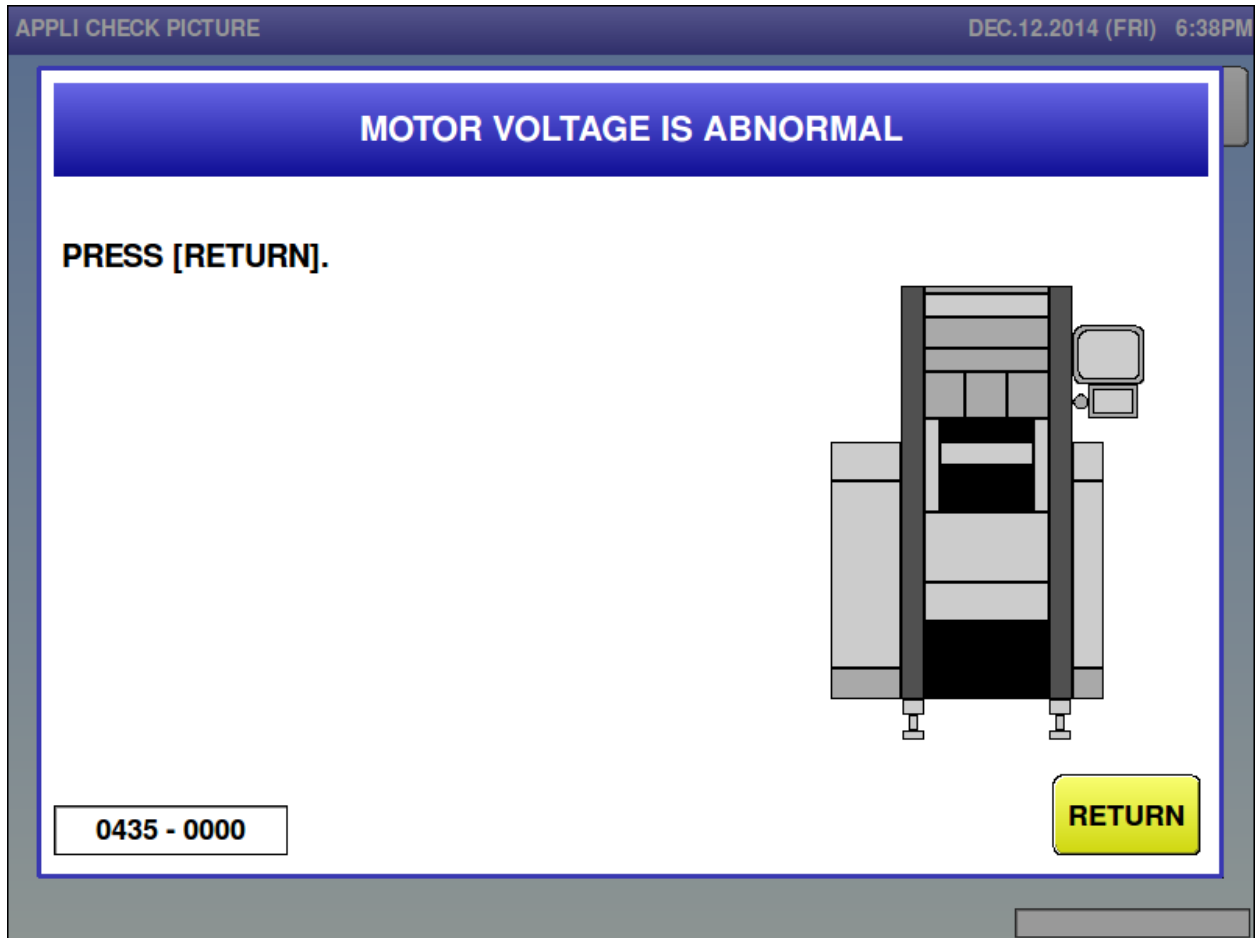 APPLI CHECK PICTURE
DEC.12.2014 (FRI) 6:38PM
MOTOR VOLTAGE IS ABNORMAL
PRESS [RETURN].
0435 - 0000
RETURN